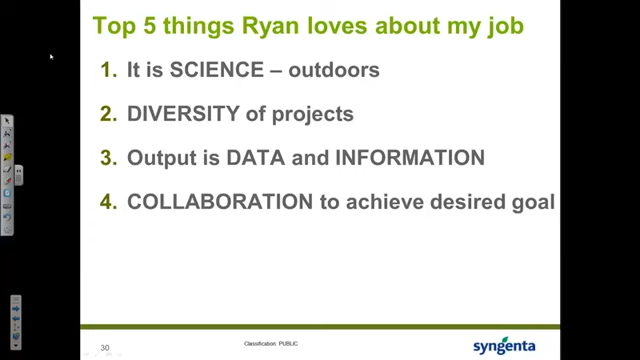 Top 5 things Ryan loves about my job
1. It is SCIENCE – outdoors
2. DIVERSITY of projects
3. Output is DATA and INFORMATION
4. COLLABORATION to achieve desired goal
30
Classification PUBLIC
syngenta